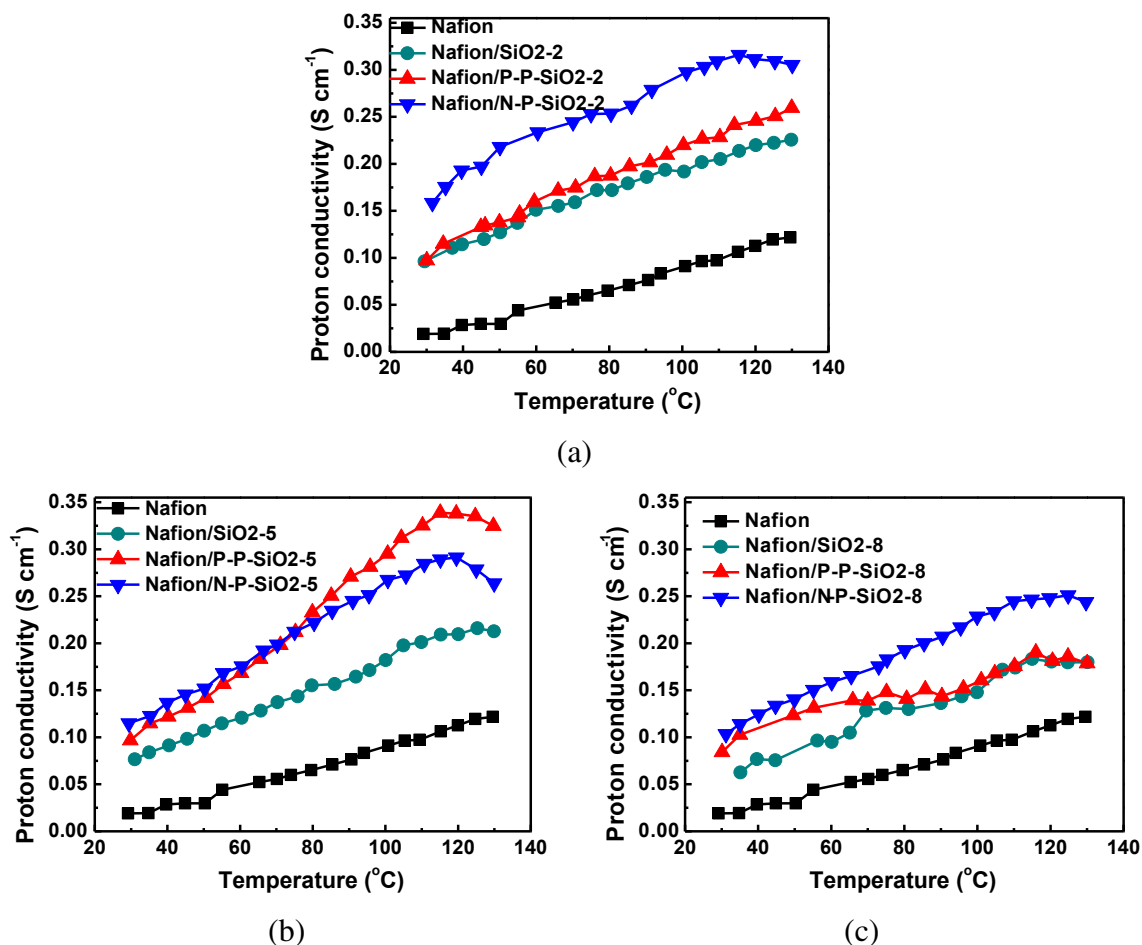 Nafion
Nafion/SiO2-2
Nafion/P-P-SiO2-2
Nafion/N-P-SiO2-2
Proton conductivity (S cm-1)
0.35
0.30
0.25
0.20
0.15
0.10
0.05
0.00
20 40 60 80 100 120 140
Temperature (oC)
(a)
Nafion
Nafion/SiO2-5
Nafion/P-P-SiO2-5
Nafion/N-P-SiO2-5
Proton conductivity (S cm-1)
0.35
0.30
0.25
0.20
0.15
0.10
0.05
0.00
20 40 60 80 100 120 140
Temperature (oC)
(b)
Nafion
Nafion/SiO2-8
Nafion/P-P-SiO2-8
Nafion/N-P-SiO2-8
Proton conductivity (S cm-1)
0.35
0.30
0.25
0.20
0.15
0.10
0.05
0.00
20 40 60 80 100 120 140
Temperature (oC)
(c)